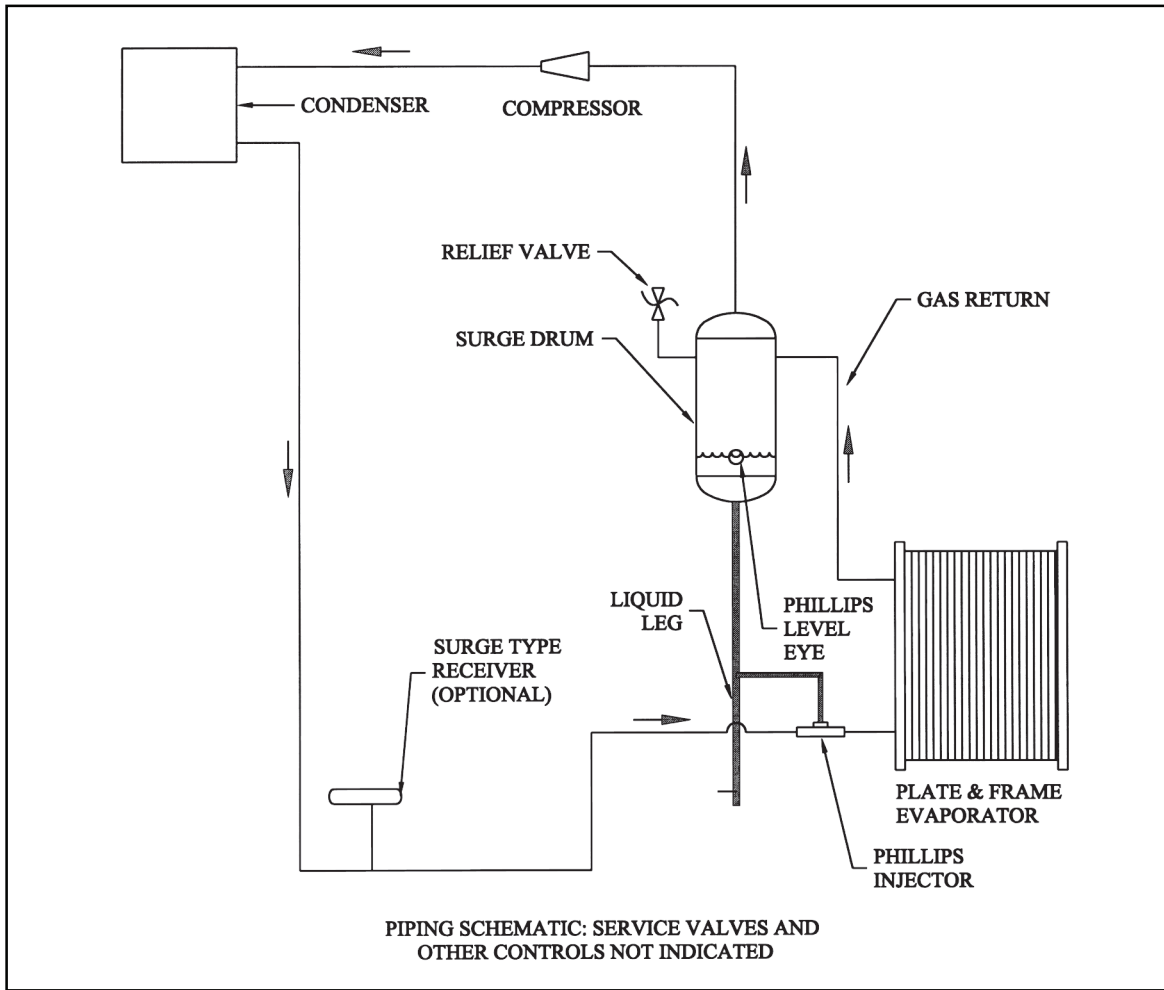 CONDENSER
COMPRESSOR
RELIEF VALVE
GAS RETURN
SURGE DRUM
LIQUID
LEG
PHILLIPS
LEVEL
EYE
SURGE TYPE
RECEIVER
(OPTIONAL)
PLATE & FRAME
EVAPORATOR
PHILLIPS
INJECTOR
PIPING SCHEMATIC: SERVICE VALVES AND
OTHER CONTROLS NOT INDICATED